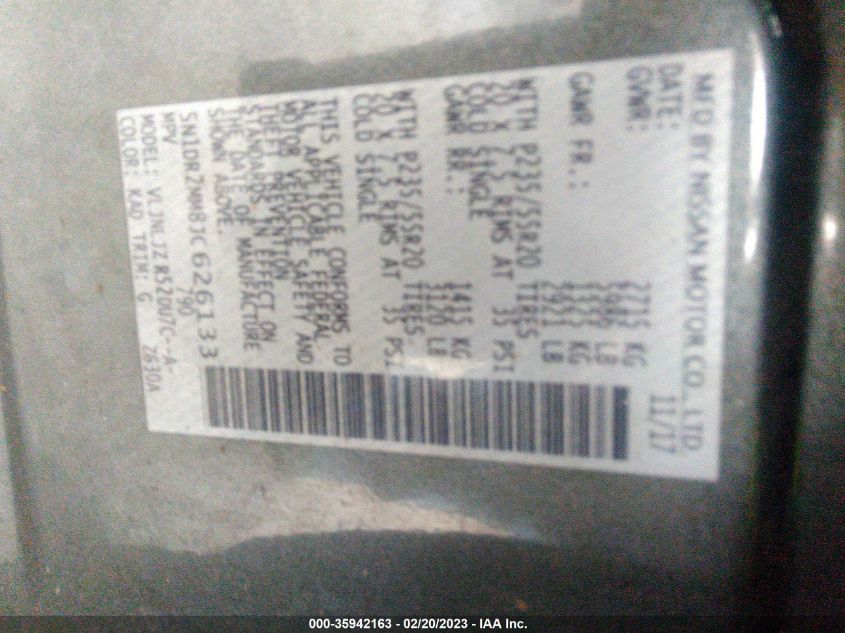 MFD BY NISSAN MOTOR CO., LTD.
DATE: 11/17
GVWR: 2715 KG
5986 LB
GAWR FR.: 1325 KG
2921 LB
WITH P235/55R20 TIRES
20 X 7.5 RIMS AT 35 PSI
COLD SINGLE
GAWR RR.: 1415 KG
3120 LB
WITH P235/55R20 TIRES
20 X 7.5 RIMS AT 35 PSI
COLD SINGLE
THIS VEHICLE CONFORMS TO
ALL APPLICABLE FEDERAL
MOTOR VEHICLE SAFETY AND
THEFT PREVENTION
STANDARDS IN EFFECT ON
THE DATE OF MANUFACTURE
SHOWN ABOVE.
5N1DR2MM8JC626133
MPV
MODEL:
COLOR: KAD TRIM: G
000-35942163 - 02/20/2023 - IAA Inc.